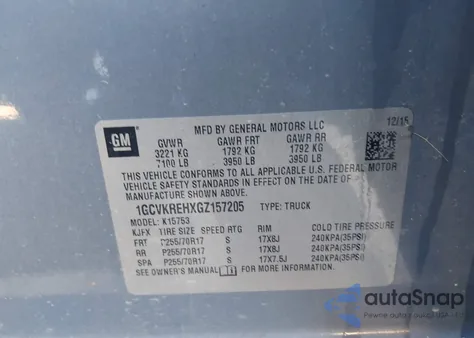 GM
MFD BY GENERAL MOTORS LLC
12/15
GVWR GAWR FRT GAWR RR
3221 KG 1792 KG 1792 KG
7100 LB 3950 LB 3950 LB
THIS VEHICLE CONFORMS TO ALL APPLICABLE U.S. FEDERAL MOTOR
VEHICLE SAFETY STANDARDS IN EFFECT ON THE DATE OF
MANUFACTURE SHOWN ABOVE.
1GCVKREHXGZ157205 TYPE: TRUCK
MODEL: K15753
KJFX TIRE SIZE SPEED RTG RIM COLD TIRE PRESSURE
FRT P255/70R17 S 17X8J 240KPA(35PSI)
RR P255/70R17 S 17X8J 240KPA(35PSI)
SPA P255/70R17 S 17X7.5J 240KPA(35PSI)
SEE OWNER'S MANUAL FOR MORE INFORMATION.
autoSnap